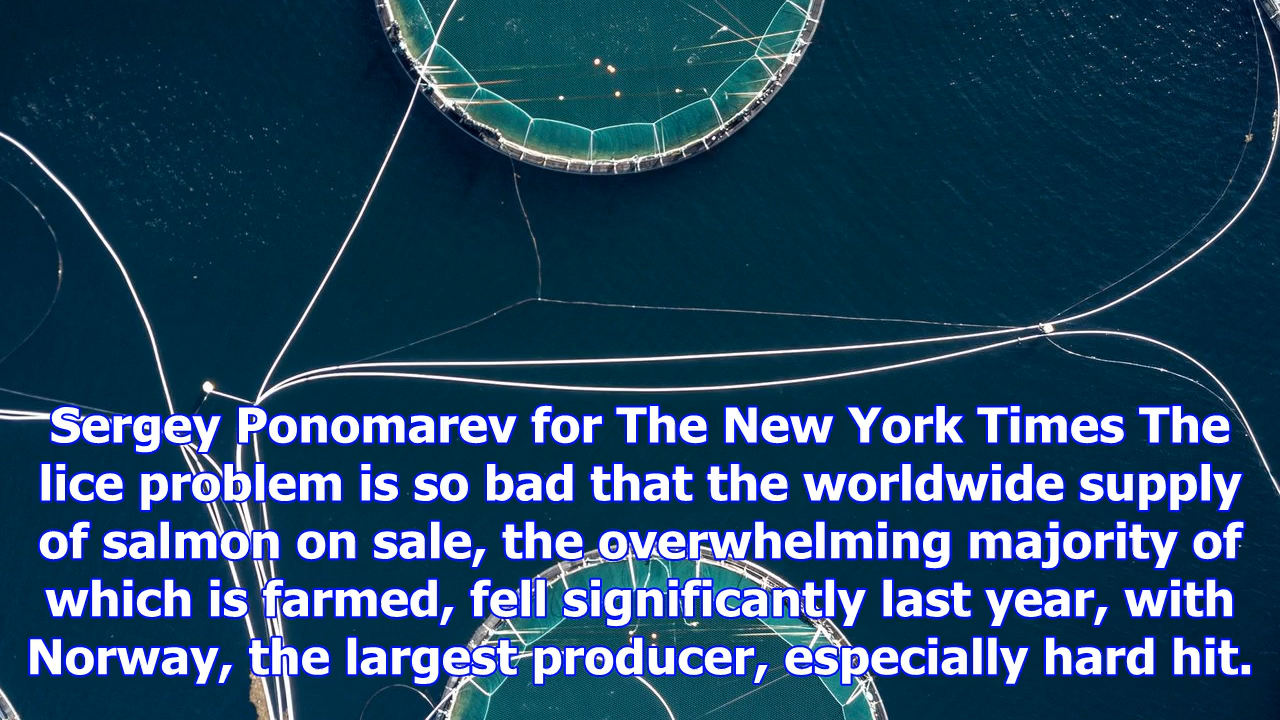 Sergey Ponomarev for The New York Times The
lice problem is so bad that the worldwide supply
of salmon on sale, the overwhelming majority of
which is farmed, fell significantly last year, with
Norway, the largest producer, especially hard hit.